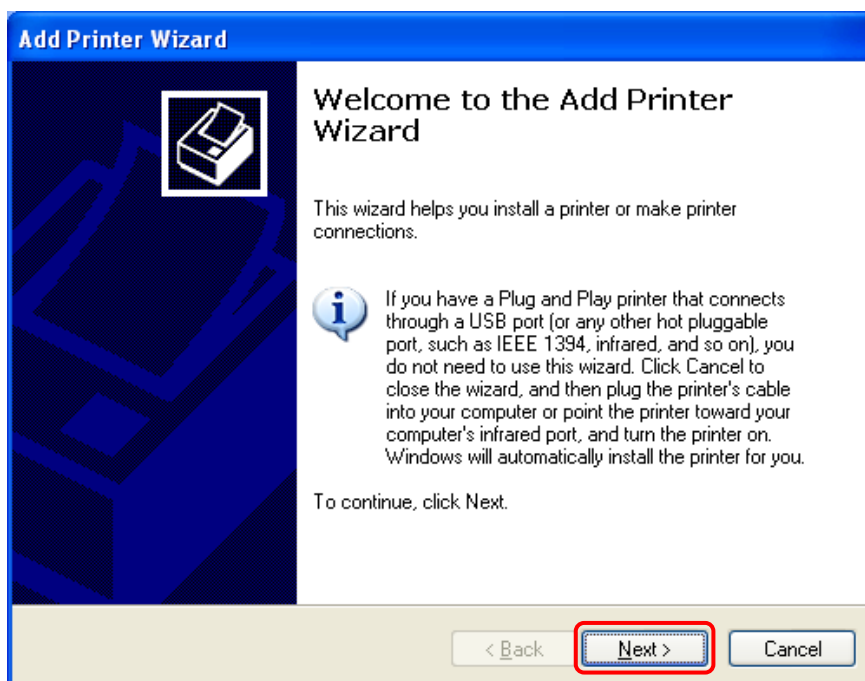 Add Printer Wizard
Welcome to the Add Printer
Wizard
This wizard helps you install a printer or make printer
connections.
If you have a Plug and Play printer that connects
through a USB port (or any other hot pluggable
port, such as IEEE 1394, infrared, and so on), you
do not need to use this wizard. Click Cancel to
close the wizard, and then plug the printer's cable
into your computer or point the printer toward your
computer's infrared port, and turn the printer on.
Windows will automatically install the printer for you.
To continue, click Next.
< Back Next > Cancel